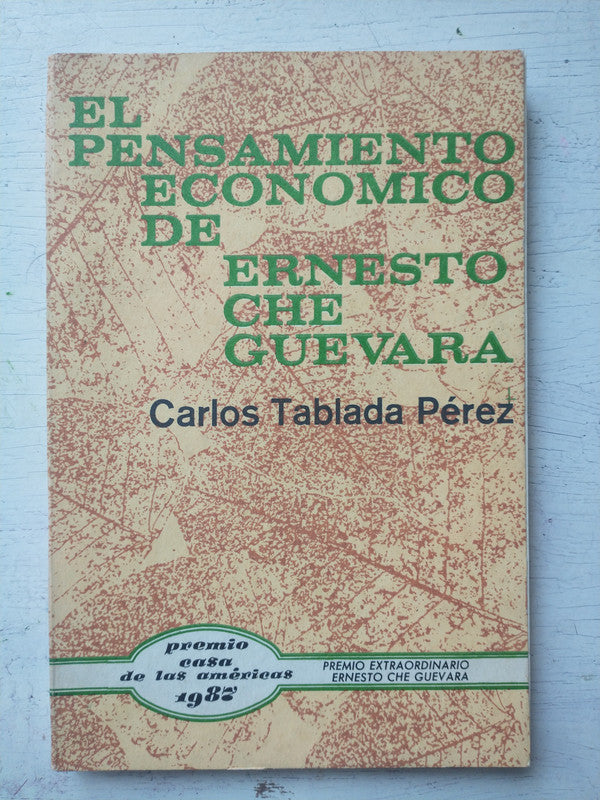 EL
PENSAMIENTO
ECONOMICO
DE
ERNESTO
CHE
GUEVARA
Carlos Tablada Pérez
premio
casa
de las américas
1987
PREMIO EXTRAORDINARIO
ERNESTO CHE GUEVARA